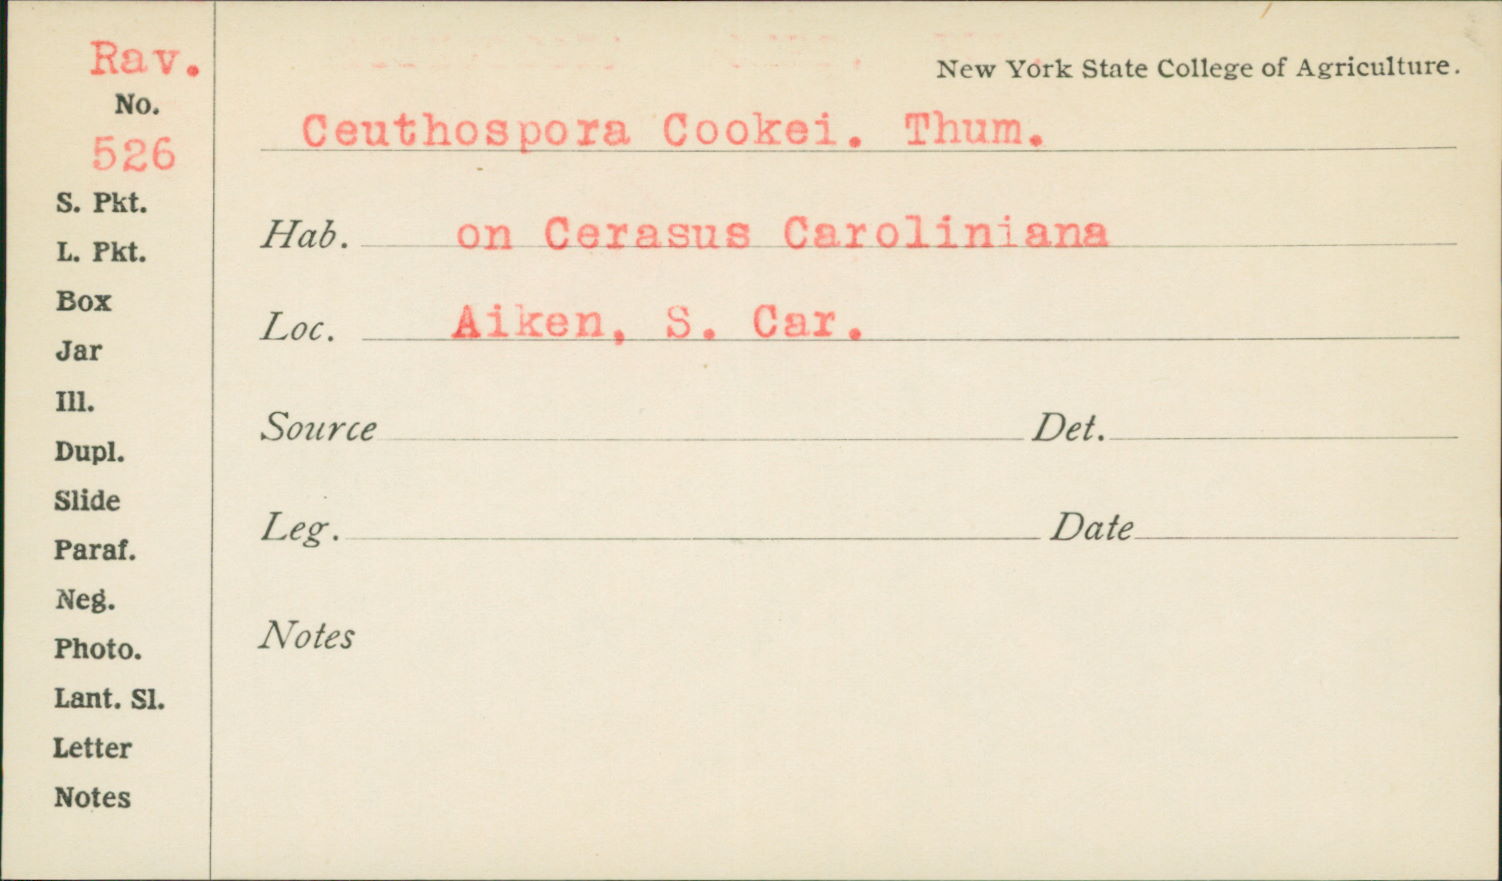 Rav.
No.
526
S. Pkt.
L. Pkt.
Box
Jar
Ill.
Dupl.
Slide
Paraf.
Neg.
Photo.
Lant. Sl.
Letter
Notes
New York State College of Agriculture.
Ceuthospora Cookei. Thum.
Hab. on Cerasus Caroliniana
Loc. Aiken, S. Car.
Source Det.
Leg. Date
Notes